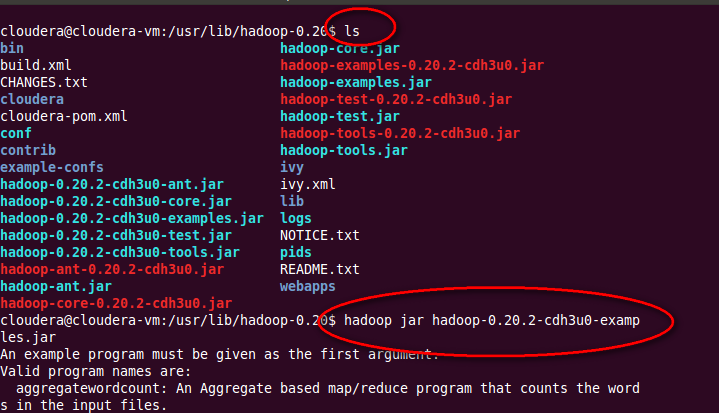 cloudera@cloudera-vm:/usr/lib/hadoop-0.20$ ls
bin hadoop-core.jar
build.xml hadoop-examples-0.20.2-cdh3u0.jar
CHANGES.txt hadoop-examples.jar
cloudera hadoop-test-0.20.2-cdh3u0.jar
cloudera-pom.xml hadoop-test.jar
conf hadoop-tools-0.20.2-cdh3u0.jar
contrib hadoop-tools.jar
example-confs ivy
hadoop-0.20.2-cdh3u0-ant.jar ivy.xml
hadoop-0.20.2-cdh3u0-core.jar lib
hadoop-0.20.2-cdh3u0-examples.jar logs
hadoop-0.20.2-cdh3u0-test.jar NOTICE.txt
hadoop-0.20.2-cdh3u0-tools.jar pids
hadoop-ant-0.20.2-cdh3u0.jar README.txt
hadoop-ant.jar webapps
hadoop-core-0.20.2-cdh3u0.jar
cloudera@cloudera-vm:/usr/lib/hadoop-0.20$ hadoop jar hadoop-0.20.2-cdh3u0-examp
les.jar
An example program must be given as the first argument.
Valid program names are:
aggregatewordcount: An Aggregate based map/reduce program that counts the word
s in the input files.